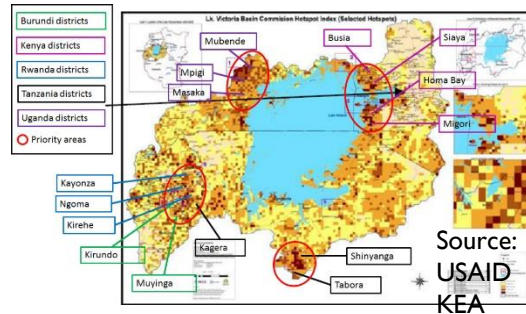 Burundi districts
Kenya districts
Rwanda districts
Tanzania districts
Uganda districts
Priority areas
Lk. Victoria Basin Commission Hotspot Index (Selected Hotspots)
Mubende
Busia
Siaya
Mpigi
Masaka
Homa Bay
Migori
Kayonza
Ngoma
Kirehe
Kagera
Kirundo
Muyinga
Shinyanga
Tabora
Source:
USAID
KEA